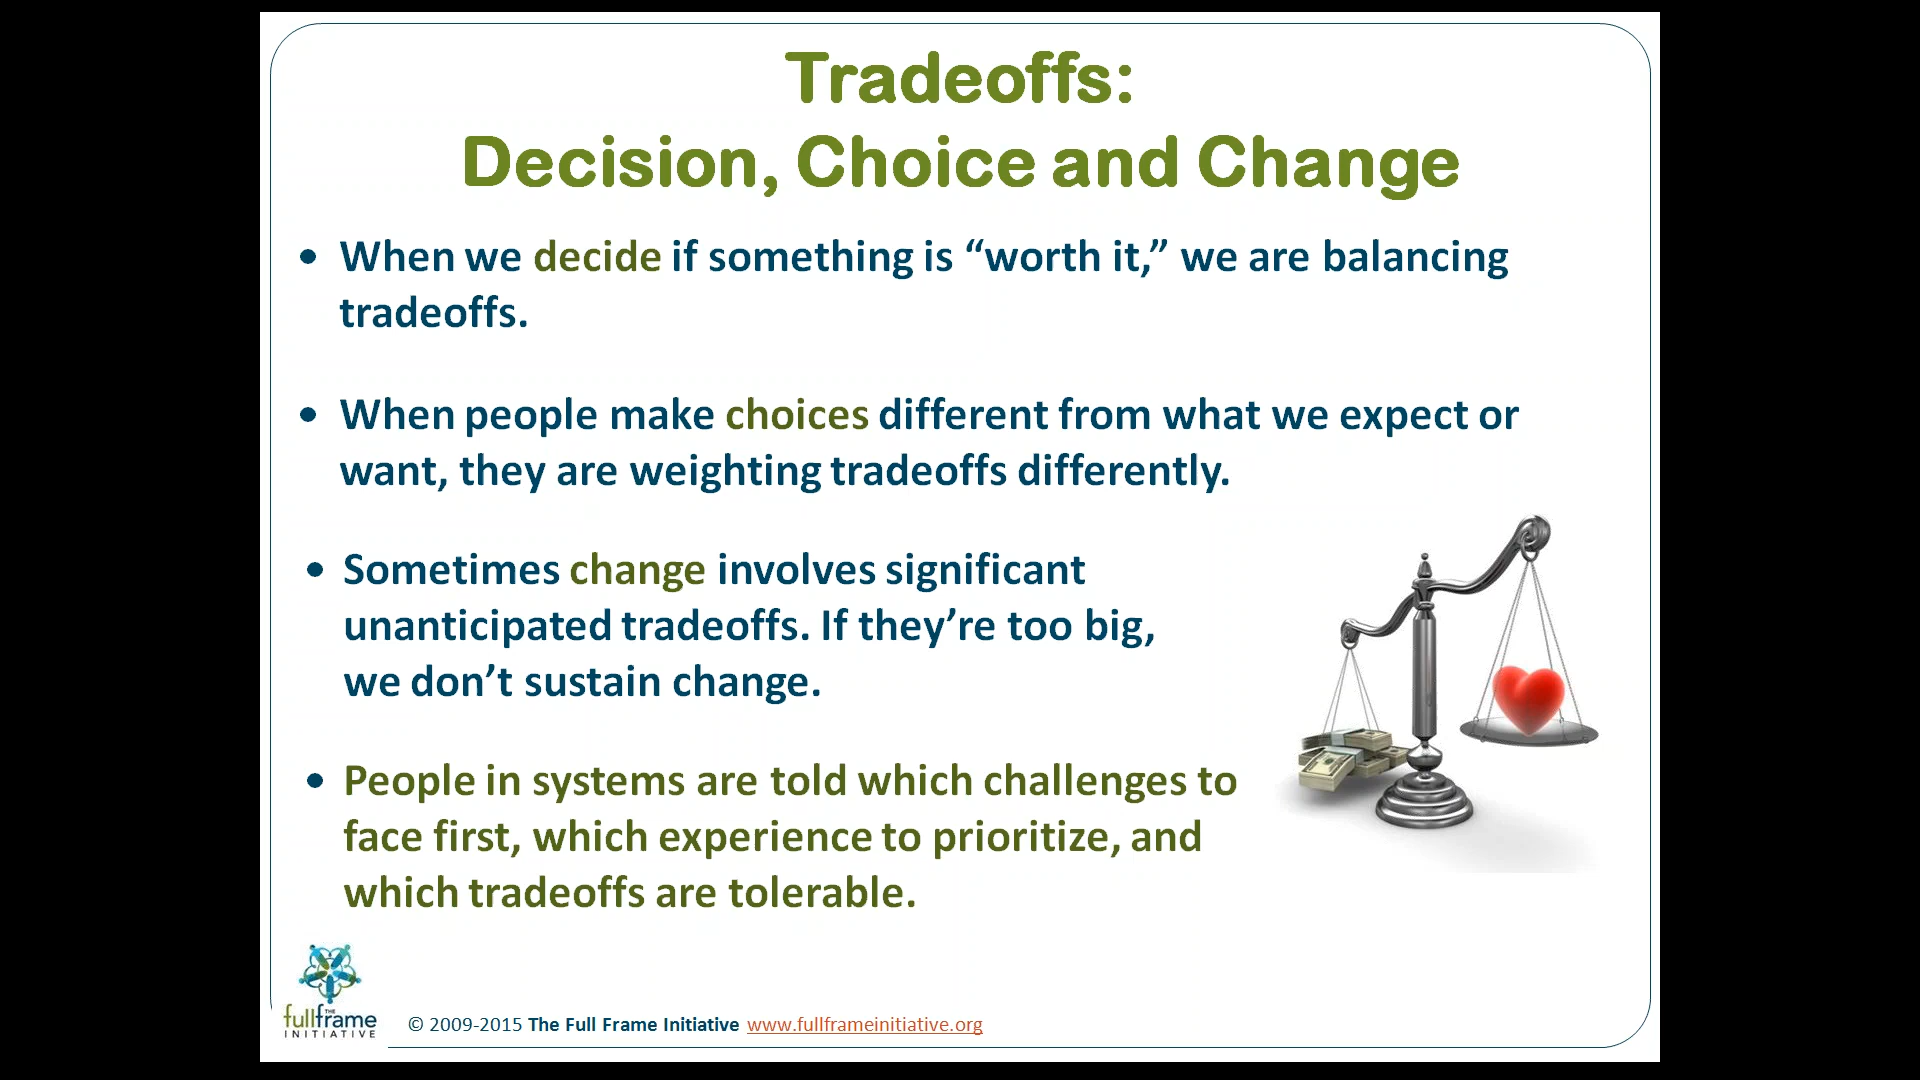 Tradeoffs:
Decision, Choice and Change
• When we decide if something is “worth it,” we are balancing
tradeoffs.
• When people make choices different from what we expect or
want, they are weighting tradeoffs differently.
• Sometimes change involves significant
unanticipated tradeoffs. If they’re too big,
we don’t sustain change.
• People in systems are told which challenges to
face first, which experience to prioritize, and
which tradeoffs are tolerable.
THE
fullframe
INITIATIVE
© 2009-2015 The Full Frame Initiative www.fullframeinitiative.org